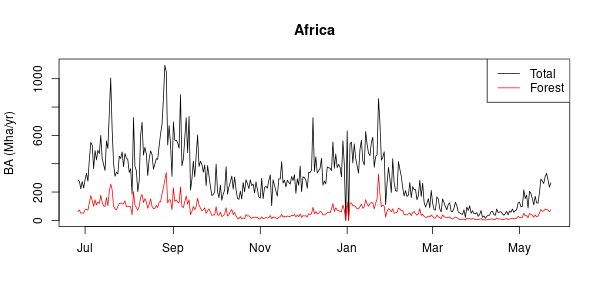 Africa
BA (Mha/yr)
1000
600
200
0
Total
Forest
Jul Sep Nov Jan Mar May